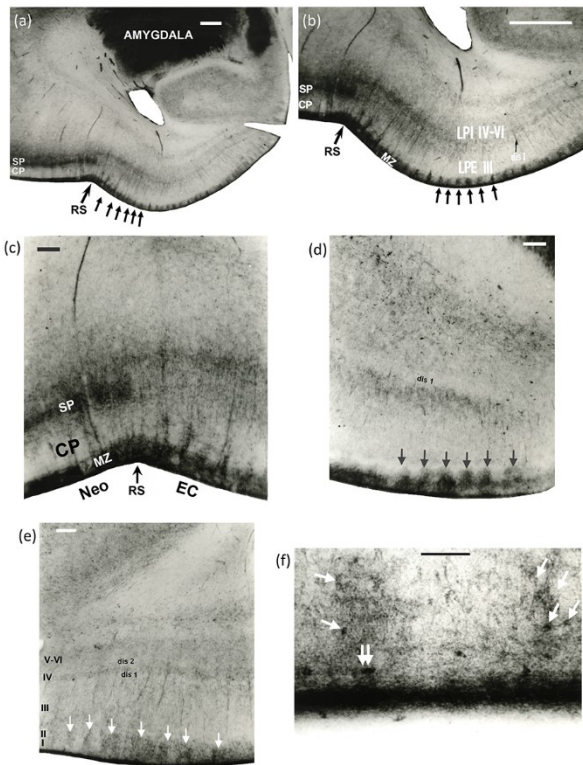 (a)
AMYGDALA
SP
CP
RS
(b)
SP
CP
RS
MZ
LPI IV-VI
LPE III
dis 1
(c)
SP
CP
MZ
Neo
RS
EC
(d)
dis 1
(e)
V-VI
IV
III
II
I
dis 2
dis 1
(f)